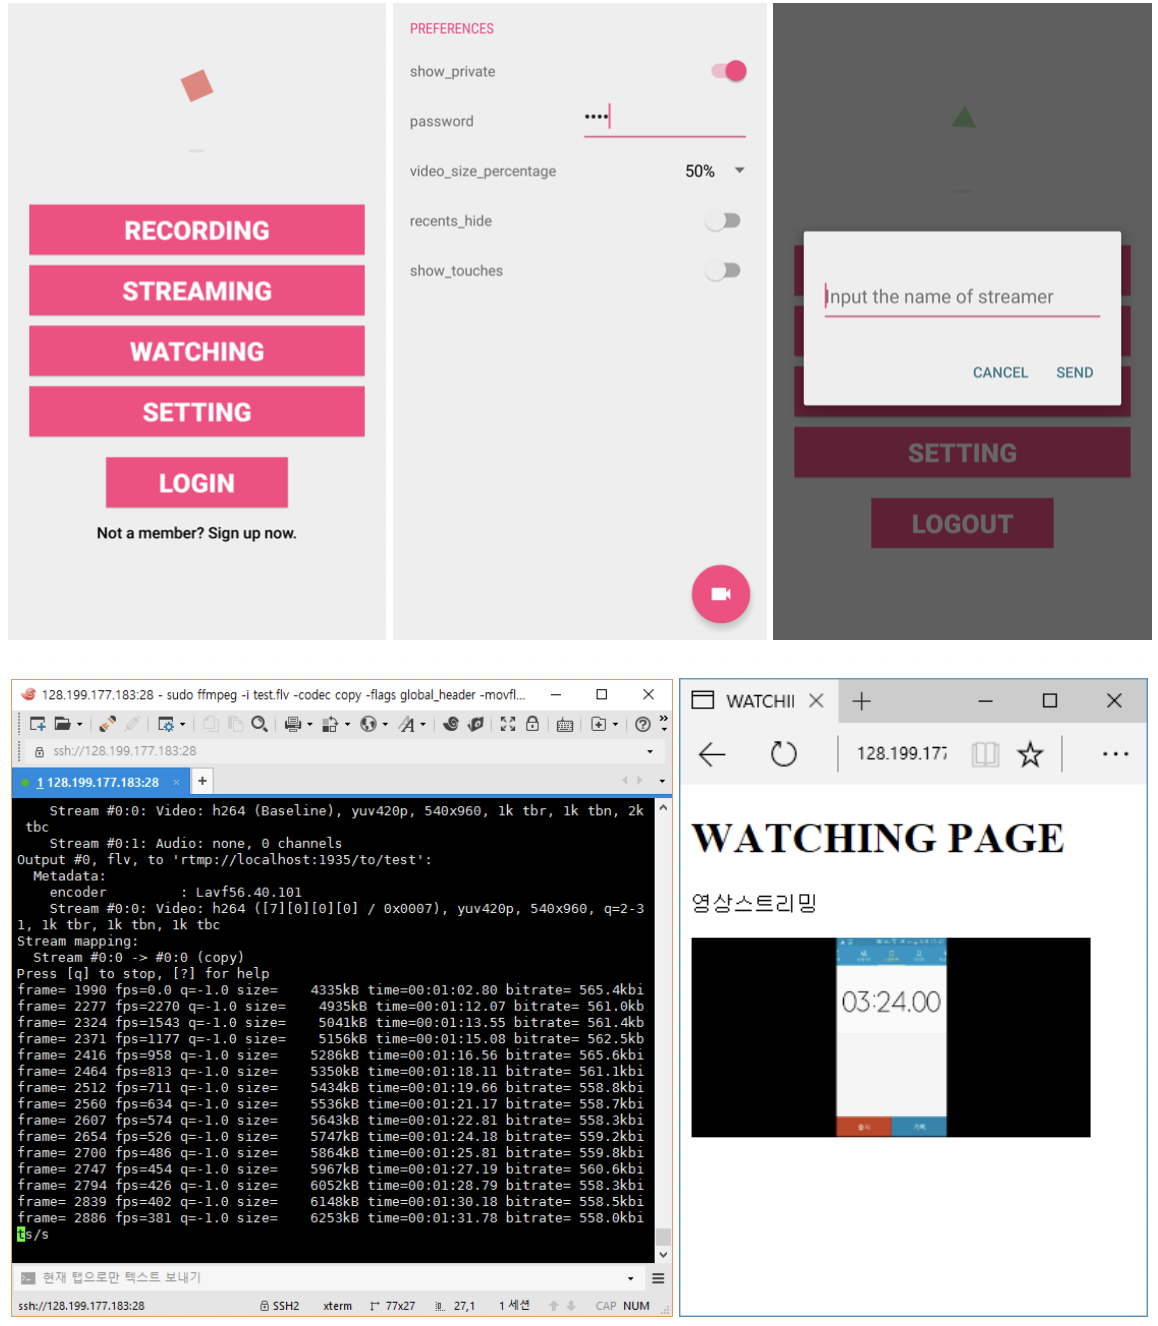 RECORDING
STREAMING
WATCHING
SETTING
LOGIN
Not a member? Sign up now.
PREFERENCES
show_private
password
••••
video_size_percentage
50%
recents_hide
show_touches
Input the name of streamer
CANCEL
SEND
SETTING
LOGOUT
128.199.177.183:28 - sudo ffmpeg -i test.flv -codec copy -flags global_header -movfl...
ssh://128.199.177.183:28
1 128.199.177.183:28
Stream #0:0: Video: h264 (Baseline), yuv420p, 540x960, 1k tbr, 1k tbn, 2k
tbc
Stream #0:1: Audio: none, 0 channels
Output #0, flv, to 'rtmp://localhost:1935/to/test':
Metadata:
encoder : Lavf56.40.101
Stream #0:0: Video: h264 ([7][0][0][0] / 0x0007), yuv420p, 540x960, q=2-3
1, 1k tbr, 1k tbn, 1k tbc
Stream mapping:
Stream #0:0 -> #0:0 (copy)
Press [q] to stop, [?] for help
frame= 1990 fps=0.0 q=-1.0 size= 4335kB time=00:01:02.80 bitrate= 565.4kbi
frame= 2277 fps=2270 q=-1.0 size= 4935kB time=00:01:12.07 bitrate= 561.0kb
frame= 2324 fps=1543 q=-1.0 size= 5041kB time=00:01:13.55 bitrate= 561.4kb
frame= 2371 fps=1177 q=-1.0 size= 5156kB time=00:01:15.08 bitrate= 562.5kb
frame= 2416 fps=958 q=-1.0 size= 5286kB time=00:01:16.56 bitrate= 565.6kbi
frame= 2464 fps=813 q=-1.0 size= 5350kB time=00:01:18.11 bitrate= 561.1kbi
frame= 2512 fps=711 q=-1.0 size= 5434kB time=00:01:19.66 bitrate= 558.8kbi
frame= 2560 fps=634 q=-1.0 size= 5536kB time=00:01:21.17 bitrate= 558.7kbi
frame= 2607 fps=574 q=-1.0 size= 5643kB time=00:01:22.81 bitrate= 558.3kbi
frame= 2654 fps=526 q=-1.0 size= 5747kB time=00:01:24.18 bitrate= 559.2kbi
frame= 2700 fps=486 q=-1.0 size= 5864kB time=00:01:25.81 bitrate= 559.8kbi
frame= 2747 fps=454 q=-1.0 size= 5967kB time=00:01:27.19 bitrate= 560.6kbi
frame= 2794 fps=426 q=-1.0 size= 6052kB time=00:01:28.79 bitrate= 558.3kbi
frame= 2839 fps=402 q=-1.0 size= 6148kB time=00:01:30.18 bitrate= 558.5kbi
frame= 2886 fps=381 q=-1.0 size= 6253kB time=00:01:31.78 bitrate= 558.0kbi
ts/s
현재 탭으로만 텍스트 보내기
ssh://128.199.177.183:28 SSH2 xterm 77x27 27,1 1 세션 CAP NUM
WATCHII
128.199.177
WATCHING PAGE
영상스트리밍
03:24.00